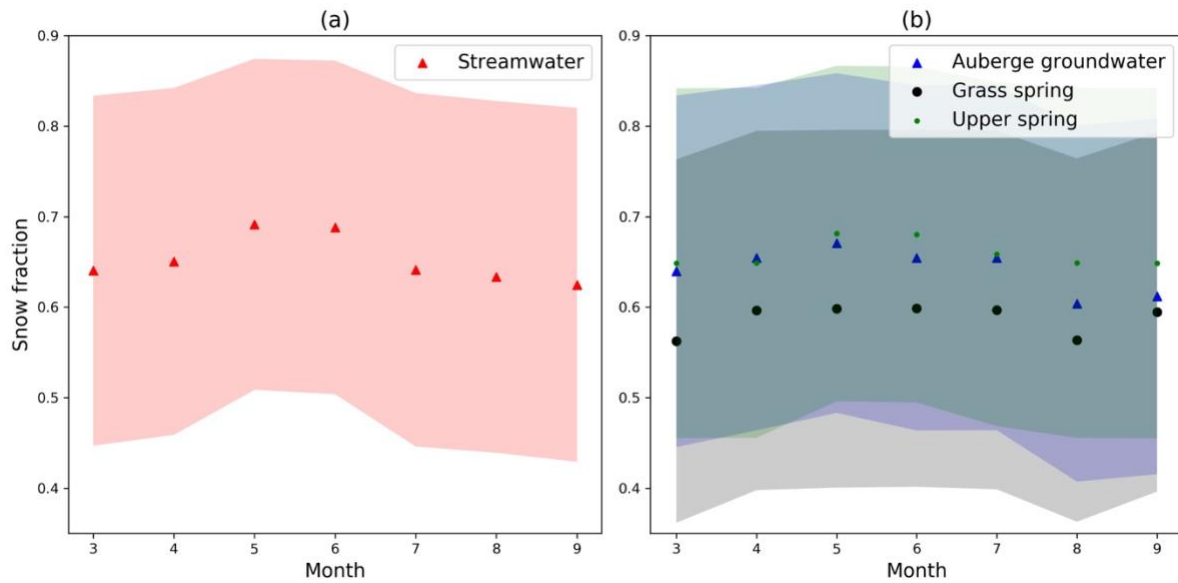 (a)
Snow fraction
0.9
0.8
0.7
0.6
0.5
0.4
Streamwater
3 4 5 6 7 8 9
Month
(b)
0.9
0.8
0.7
0.6
0.5
0.4
Auberge groundwater
Grass spring
Upper spring
3 4 5 6 7 8 9
Month